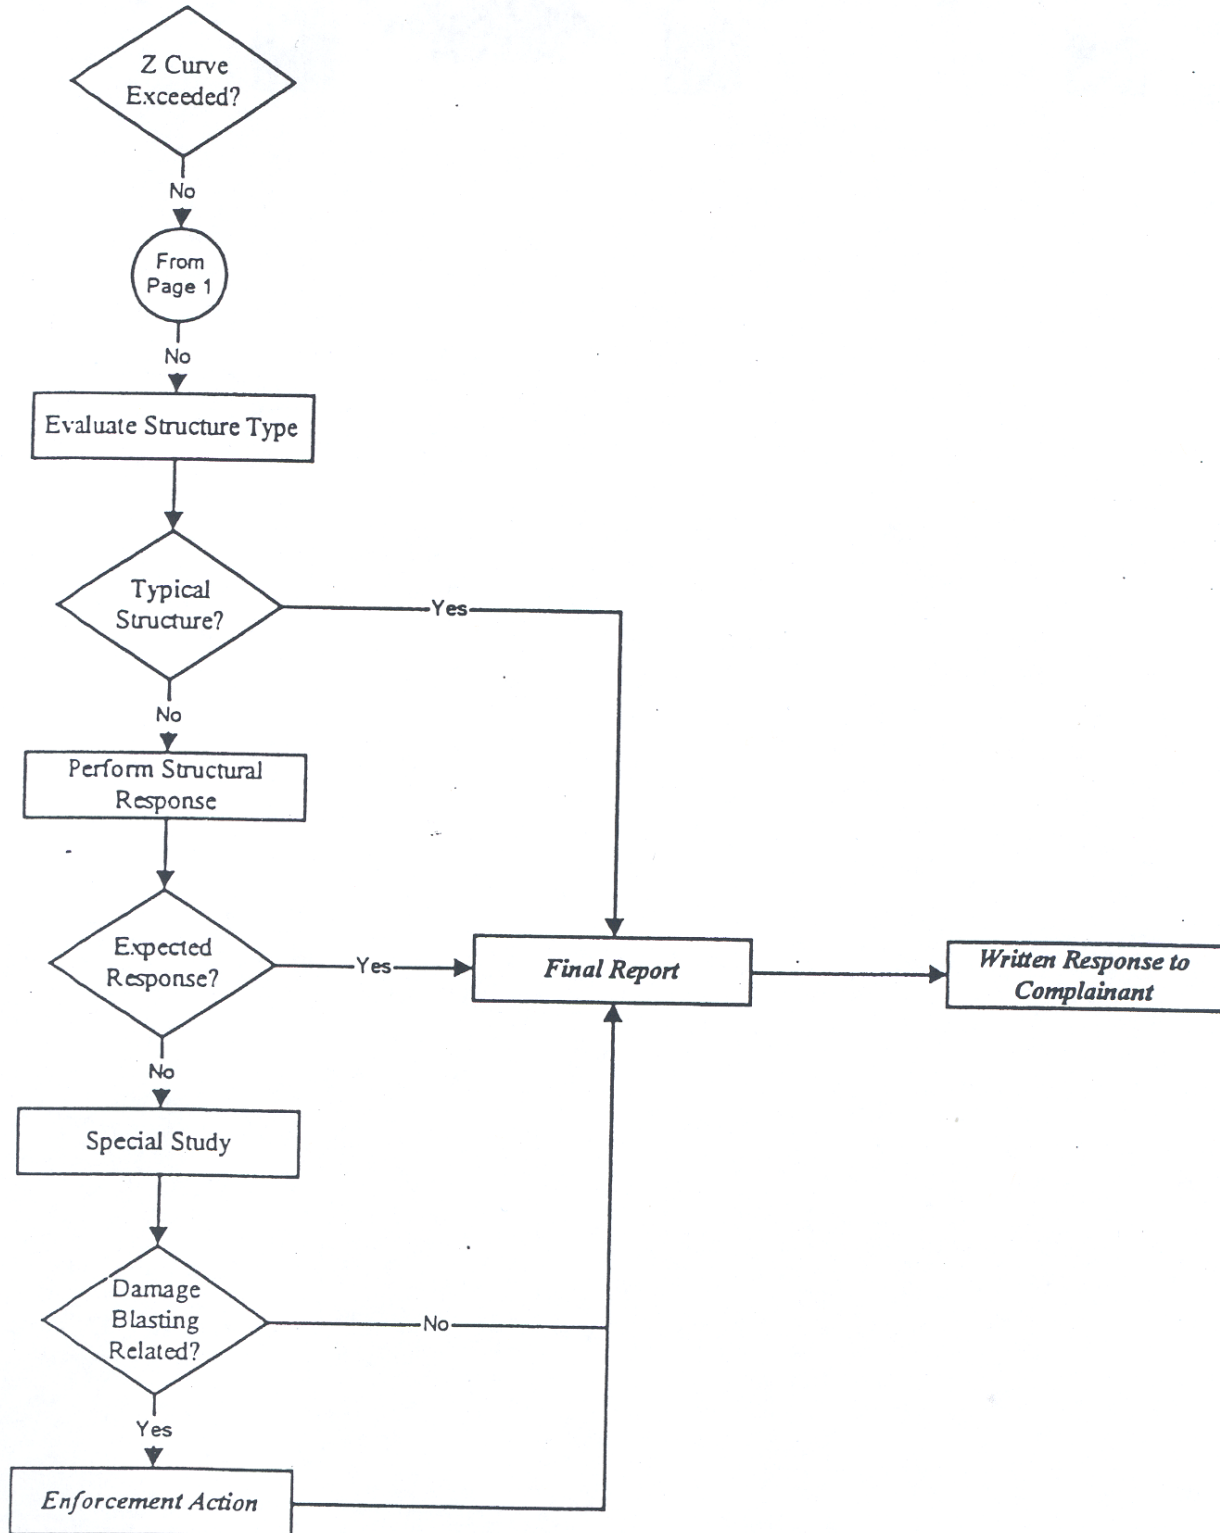 Z Curve
Exceeded?
No
From
Page 1
No
Evaluate Structure Type
Typical
Structure?
Yes
No
Perform Structural
Response
Expected
Response?
Yes
Final Report
Written Response to
Complainant
No
Special Study
Damage
Blasting
Related?
No
Yes
Enforcement Action